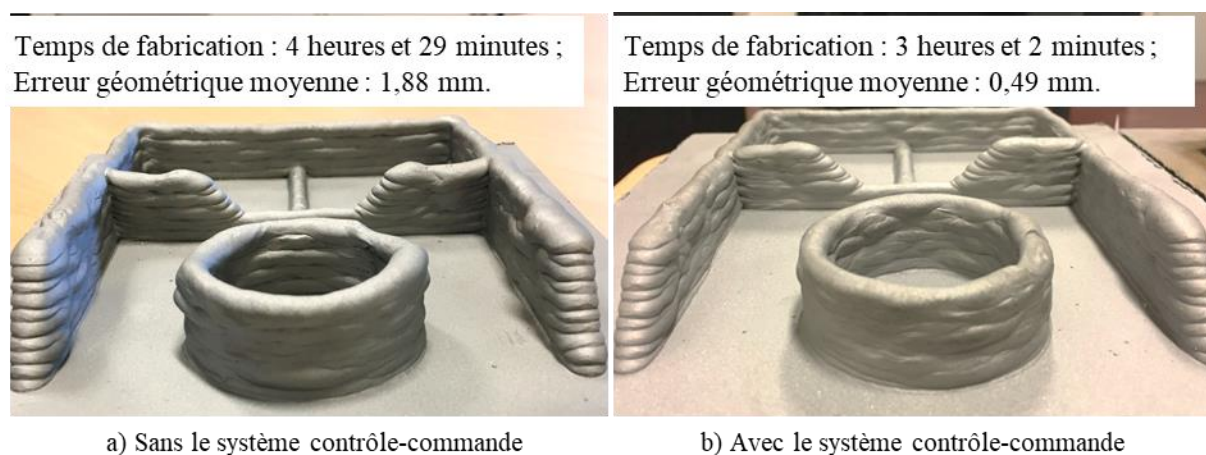 Temps de fabrication : 4 heures et 29 minutes ;
Erreur géométrique moyenne : 1,88 mm.
Temps de fabrication : 3 heures et 2 minutes ;
Erreur géométrique moyenne : 0,49 mm.
a) Sans le système contrôle-commande
b) Avec le système contrôle-commande